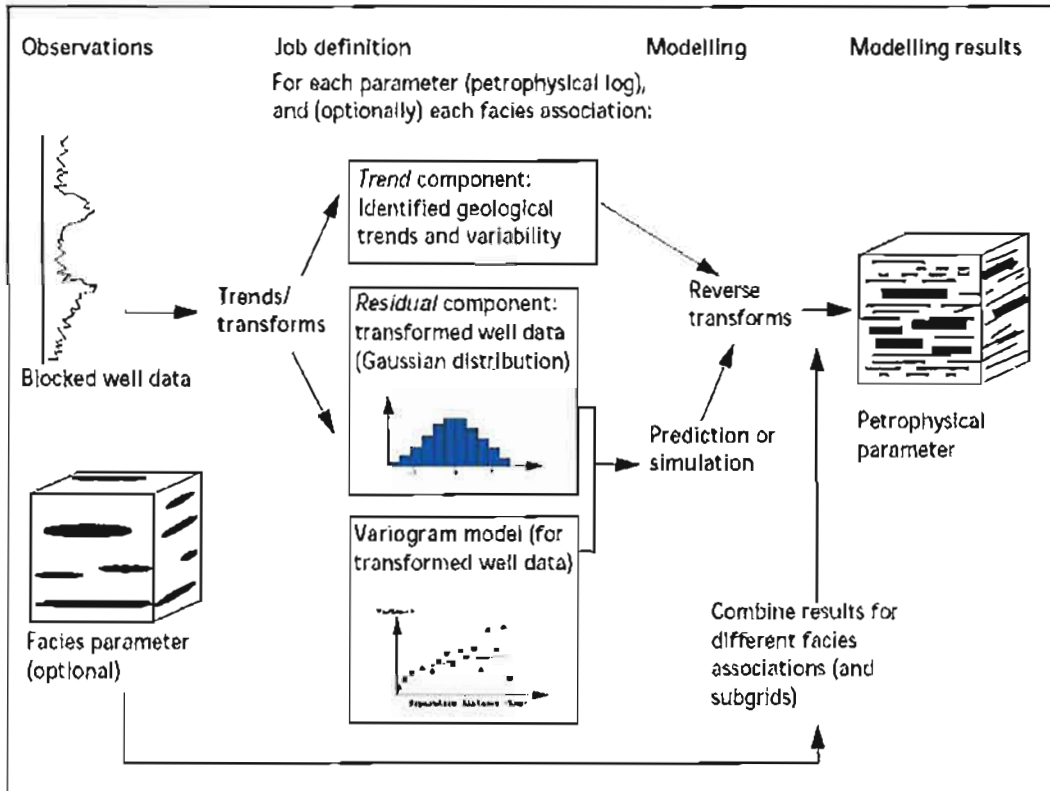 Observations
Job definition
Modelling
Modelling results
For each parameter (petrophysical log),
and (optionally) each facies association:
Trend component:
Identified geological
trends and variability
Trends/
transforms
Residual component:
transformed well data
(Gaussian distribution)
Reverse
transforms
Blocked well data
Petrophysical
parameter
Prediction or
simulation
Variogram model (for
transformed well data)
Facies parameter
(optional)
Combine results for
different facies
associations (and
subgrids)
Separation distance